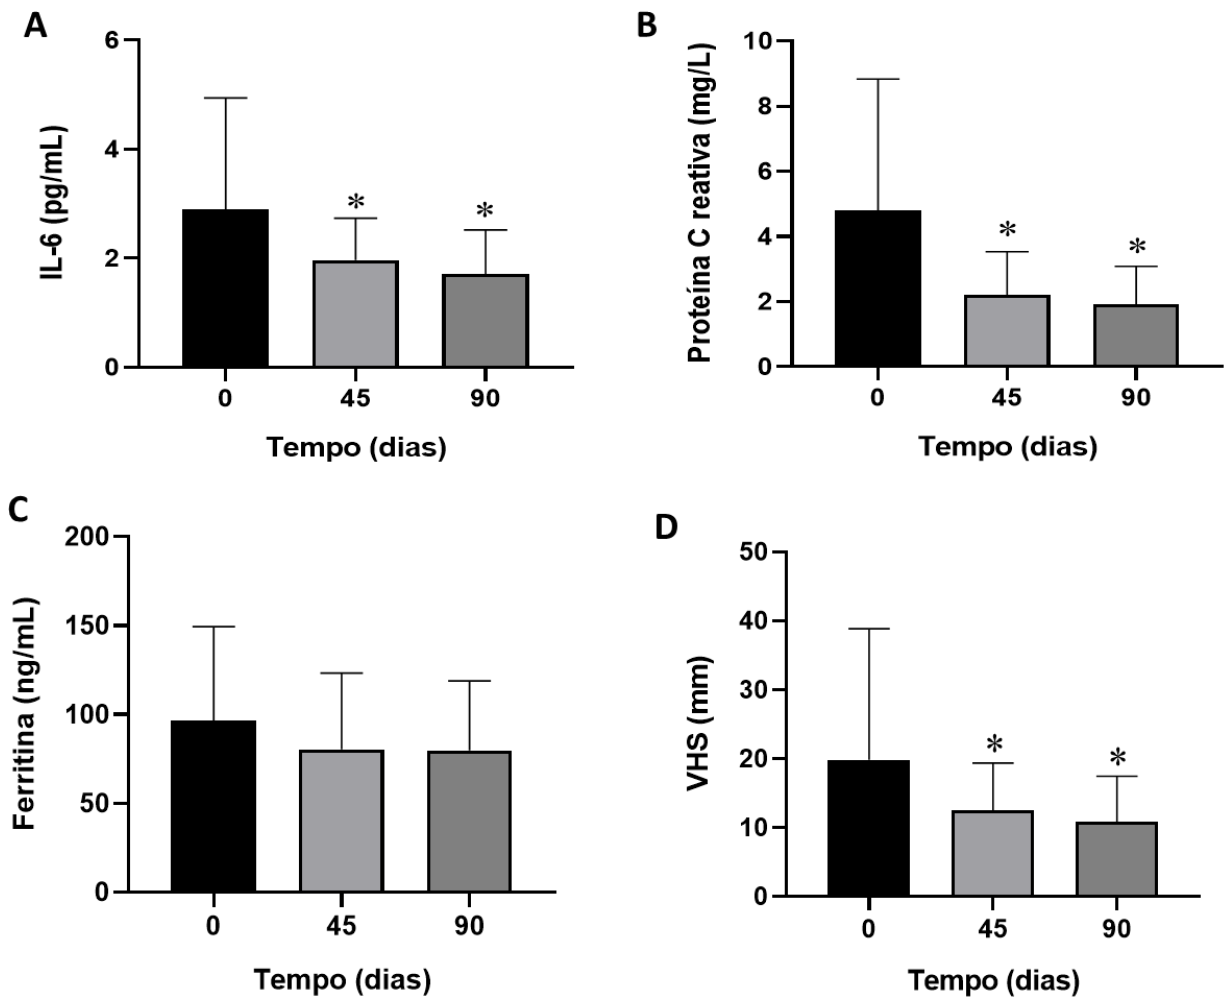 A
IL-6 (pg/mL)
6
4
2
0
*
*
0 45 90
Tempo (dias)
B
Proteína C reativa (mg/L)
10
8
6
4
2
0
*
*
0 45 90
Tempo (dias)
C
Ferritina (ng/mL)
200
150
100
50
0
0 45 90
Tempo (dias)
D
VHS (mm)
50
40
30
20
10
0
*
*
0 45 90
Tempo (dias)